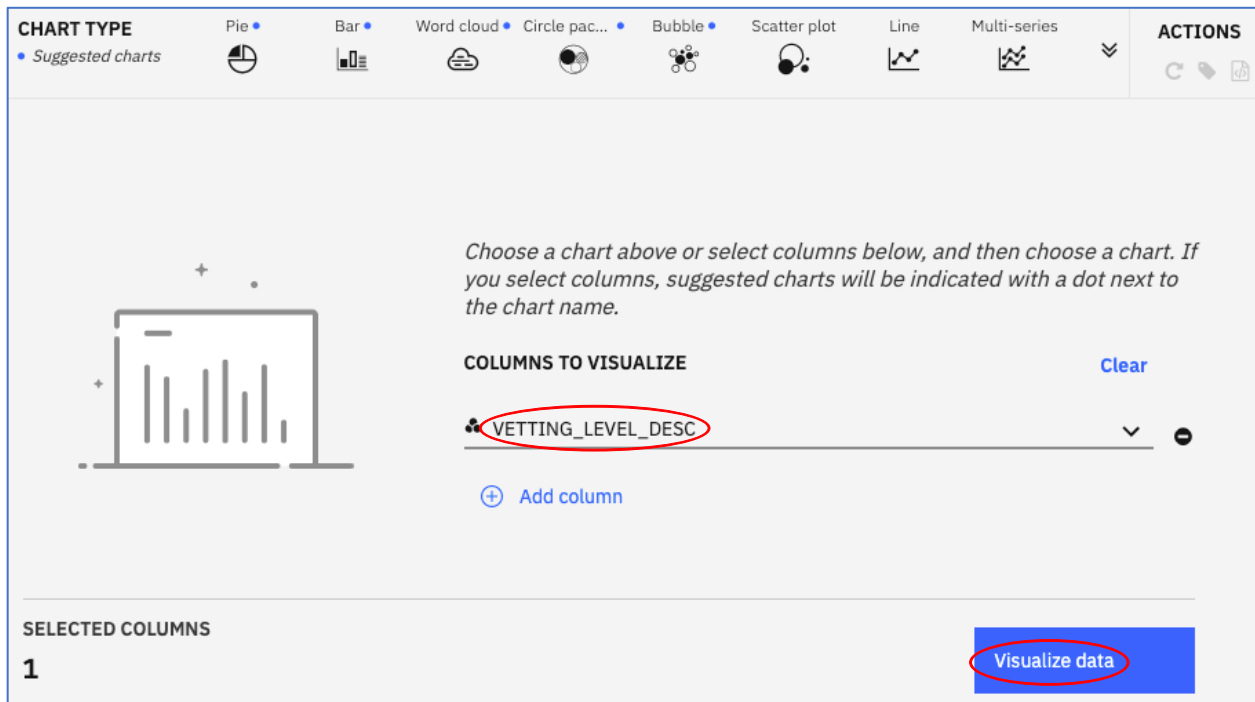 CHART TYPE
• Suggested charts
Pie •
Bar •
Word cloud •
Circle pac... •
Bubble •
Scatter plot
Line
Multi-series
ACTIONS
Choose a chart above or select columns below, and then choose a chart. If
you select columns, suggested charts will be indicated with a dot next to
the chart name.
COLUMNS TO VISUALIZE
Clear
VETTING_LEVEL_DESC
Add column
SELECTED COLUMNS
1
Visualize data